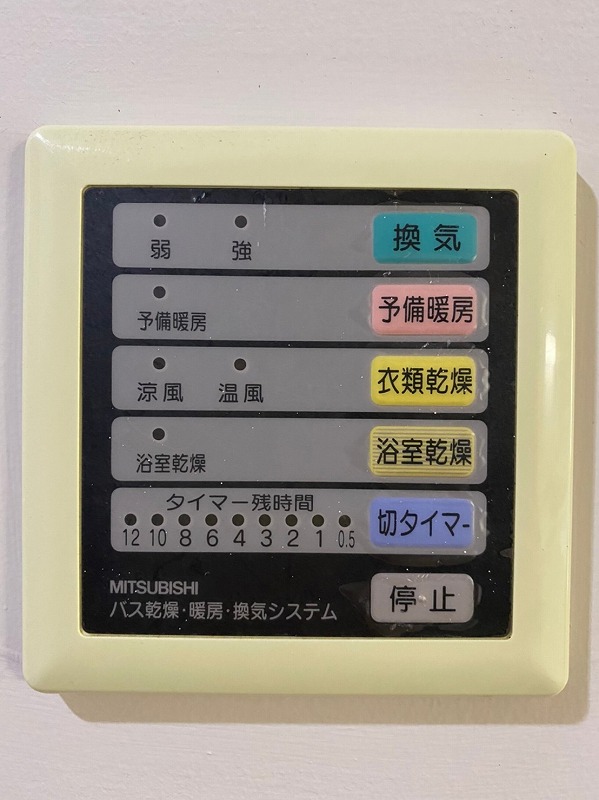 弱 強 換気
予備暖房 予備暖房
涼風 温風 衣類乾燥
浴室乾燥 浴室乾燥
タイマー残時間
12 10 8 6 4 3 2 1 0.5 切タイマー
MITSUBISHI
バス乾燥・暖房・換気システム 停止